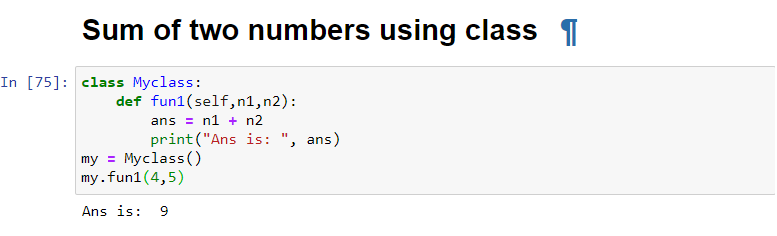 Sum of two numbers using class ¶
In [75]: class Myclass:
    def fun1(self,n1,n2):
        ans = n1 + n2
        print("Ans is: ", ans)
my = Myclass()
my.fun1(4,5)
Ans is:  9